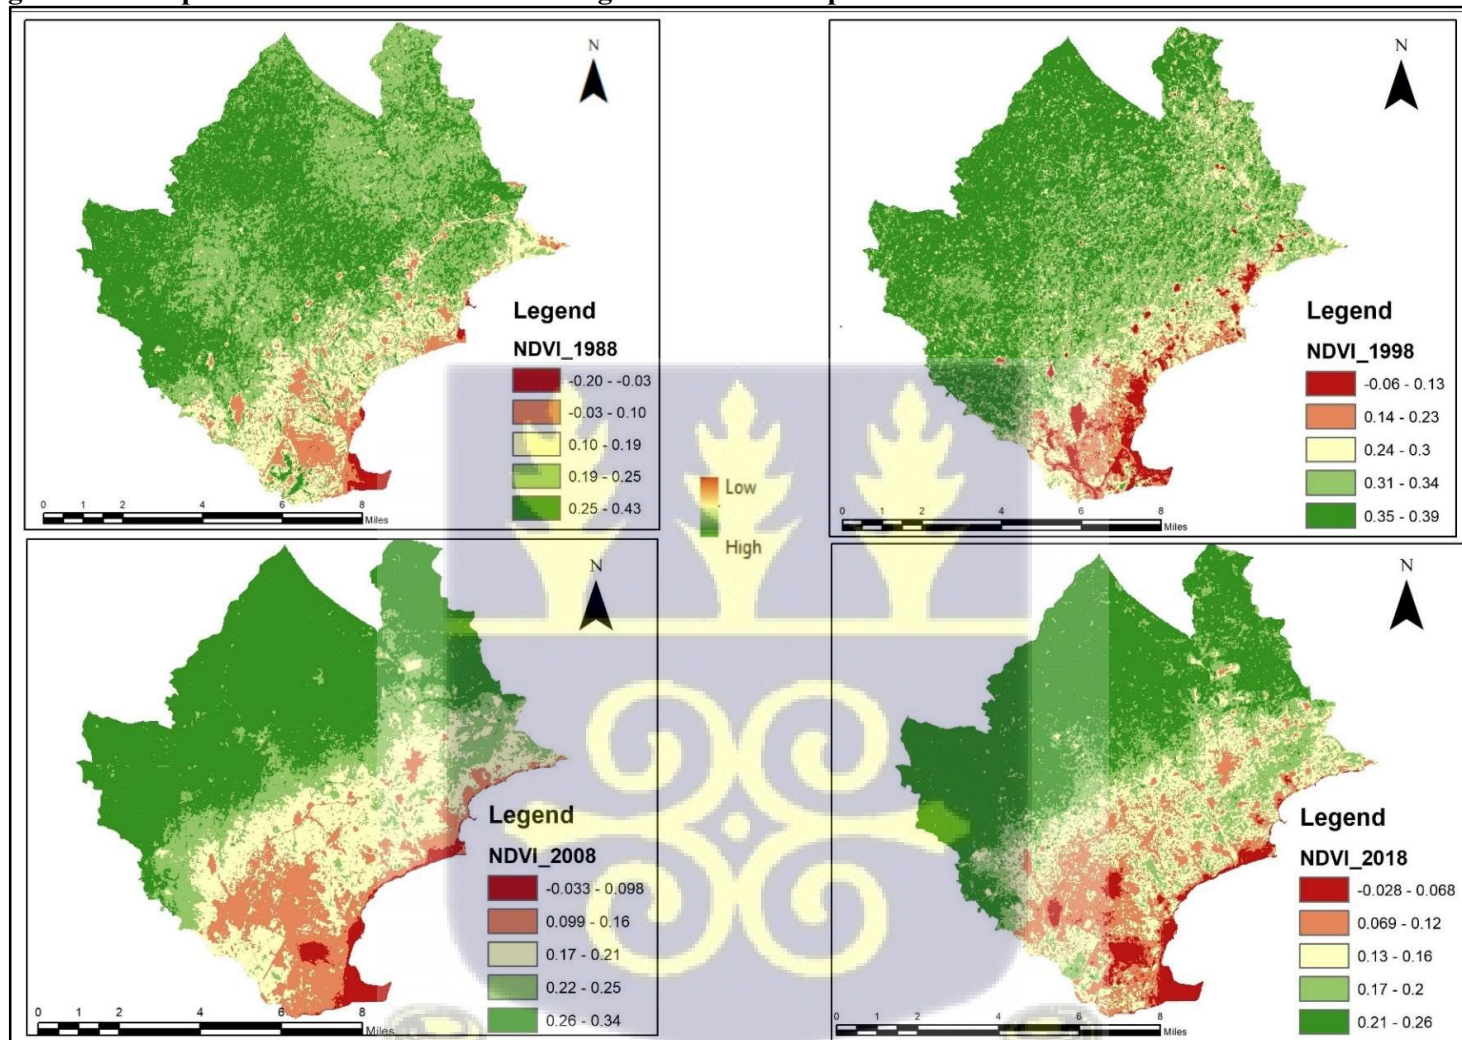 N
Legend
NDVI_1988
-0.20 - -0.03
-0.03 - 0.10
0.10 - 0.19
0.19 - 0.25
0.25 - 0.43
0 1 2 4 6 8
Miles
N
Legend
NDVI_1998
-0.06 - 0.13
0.14 - 0.23
0.24 - 0.3
0.31 - 0.34
0.35 - 0.39
0 1 2 4 6 8
Miles
Low
High
N
Legend
NDVI_2008
-0.033 - 0.098
0.099 - 0.16
0.17 - 0.21
0.22 - 0.25
0.26 - 0.34
0 1 2 4 6 8
Miles
N
Legend
NDVI_2018
-0.028 - 0.068
0.069 - 0.12
0.13 - 0.16
0.17 - 0.2
0.21 - 0.26
0 1 2 4 6 8
Miles